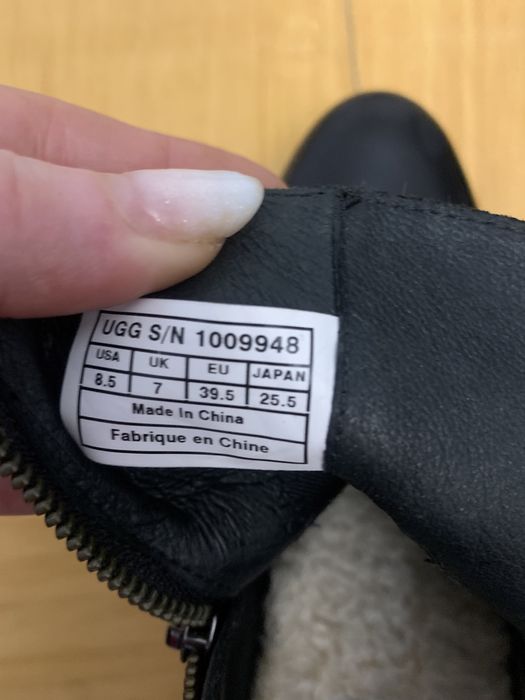 UGG S/N 1009948
USA UK EU JAPAN
8.5 7 39.5 25.5
Made In China
Fabrique en Chine